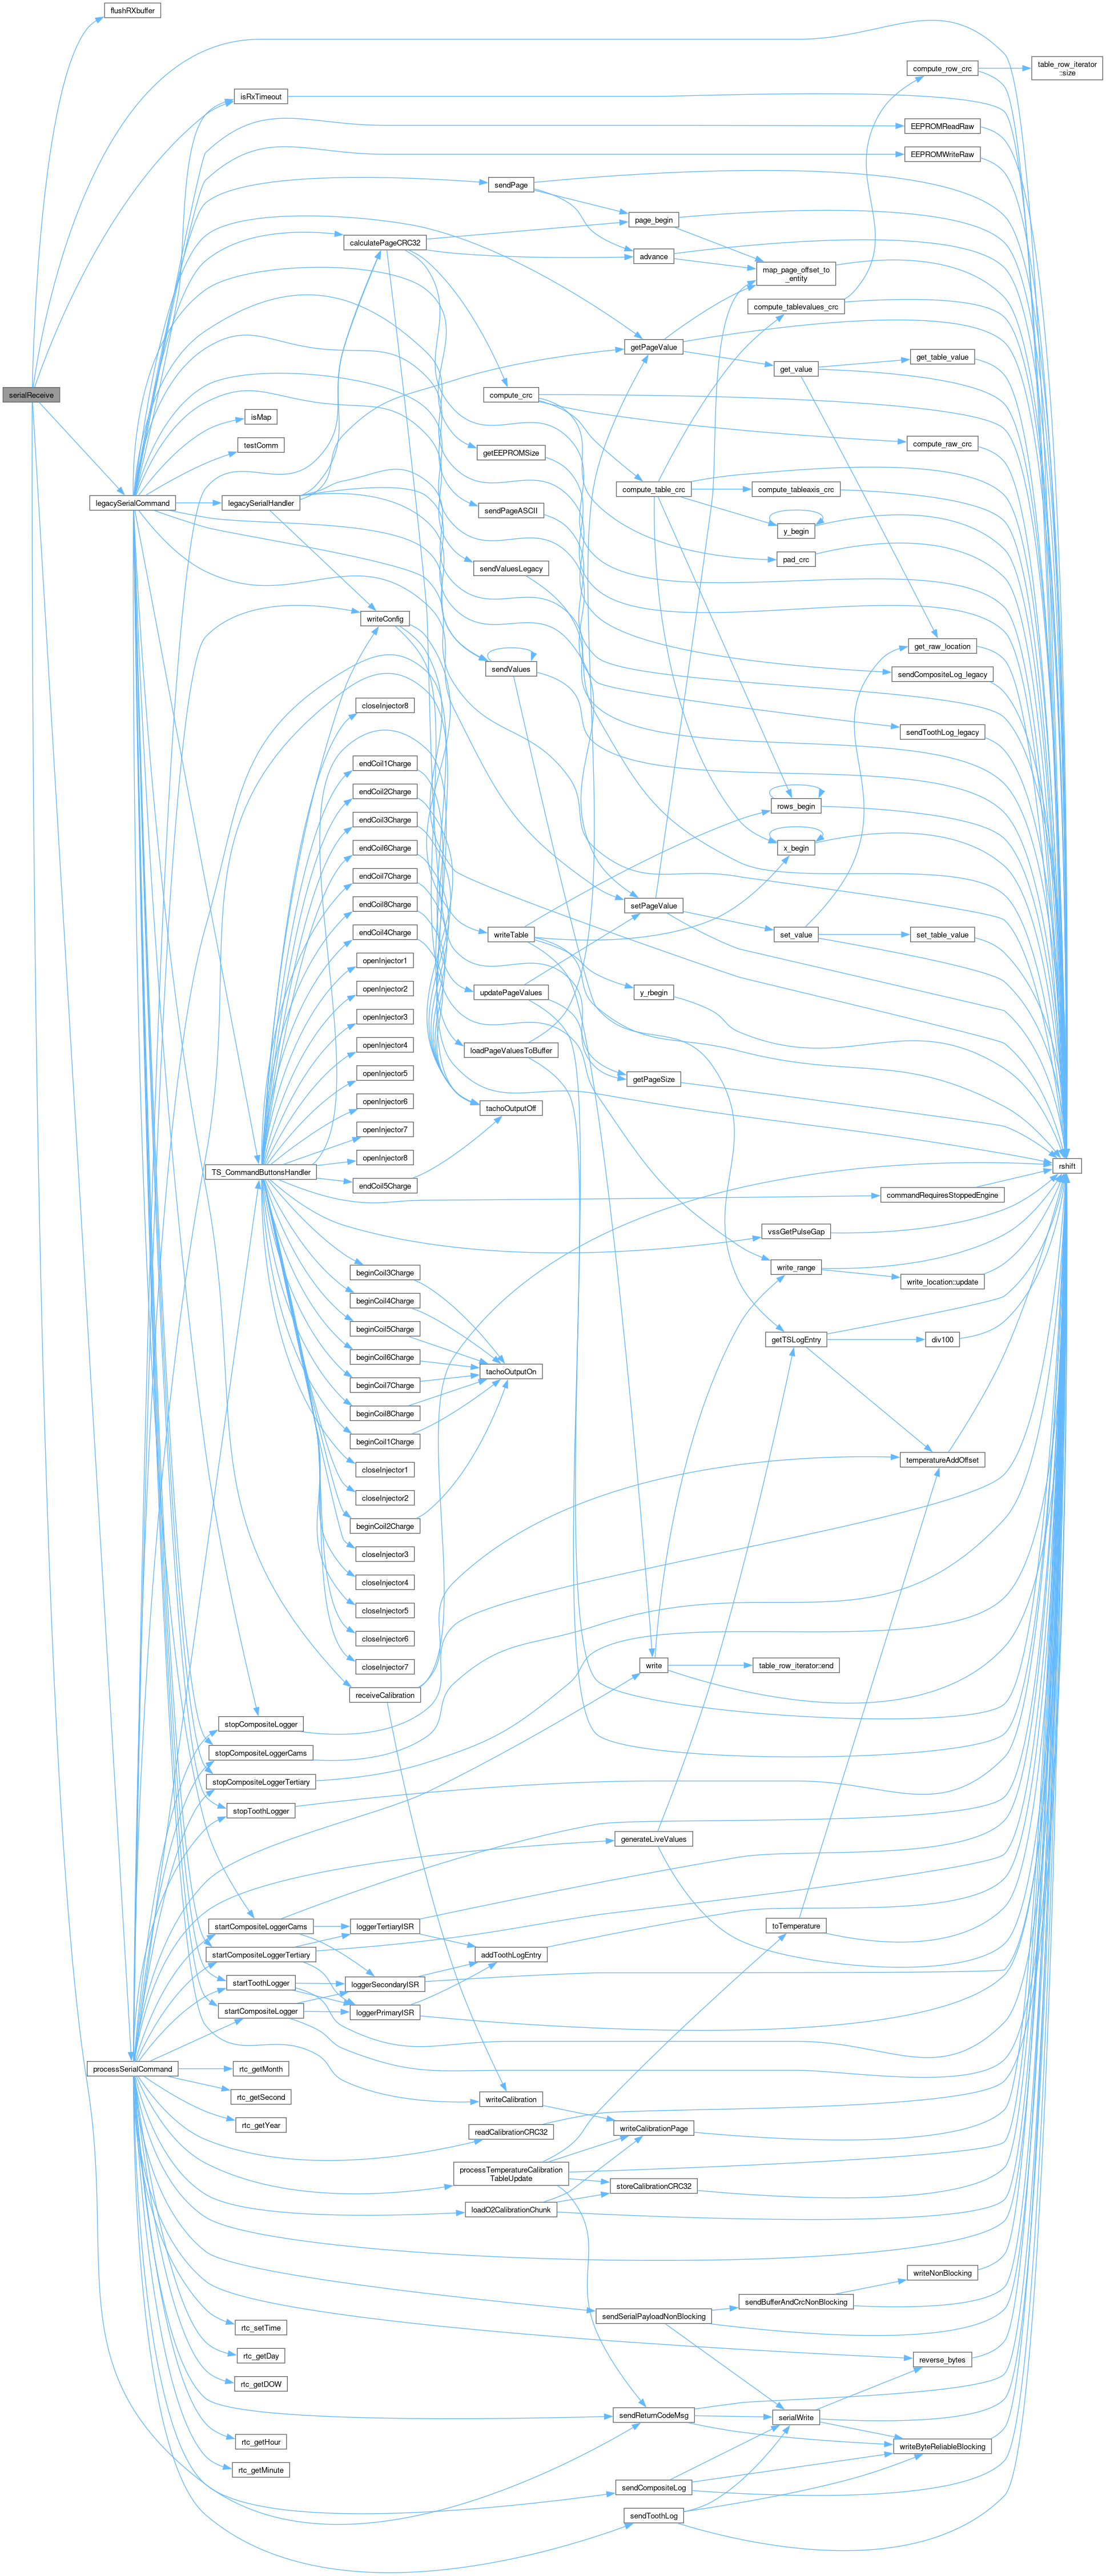 flushRXbuffer
compute_row_crc
table_row_iterator
::size
isRxTimeout
EEPROMReadRaw
EEPROMWriteRaw
sendPage
page_begin
calculatePageCRC32
advance
map_page_offset_to
_entity
compute_tablevalues_crc
getPageValue
get_table_value
get_value
serialReceive
compute_crc
isMap
testComm
compute_raw_crc
getEEPROMSize
compute_table_crc
compute_tableaxis_crc
legacySerialCommand
legacySerialHandler
sendPageASCII
y_begin
pad_crc
sendValuesLegacy
writeConfig
get_raw_location
sendValues
sendCompositeLog_legacy
closeInjector8
sendToothLog_legacy
endCoil1Charge
endCoil2Charge
rows_begin
endCoil3Charge
endCoil6Charge
x_begin
endCoil7Charge
endCoil8Charge
setPageValue
endCoil4Charge
writeTable
set_value
set_table_value
openInjector1
openInjector2
updatePageValues
y_rbegin
openInjector3
openInjector4
loadPageValuesToBuffer
openInjector5
getPageSize
openInjector6
tachoOutputOff
openInjector7
openInjector8
rshift
TS_CommandButtonsHandler
endCoil5Charge
commandRequiresStoppedEngine
vssGetPulseGap
beginCoil3Charge
write_range
write_location::update
beginCoil4Charge
beginCoil5Charge
getTSLogEntry
div100
beginCoil6Charge
tachoOutputOn
beginCoil7Charge
beginCoil8Charge
beginCoil1Charge
temperatureAddOffset
closeInjector1
closeInjector2
beginCoil2Charge
closeInjector3
closeInjector4
closeInjector5
closeInjector6
closeInjector7
write
table_row_iterator::end
receiveCalibration
stopCompositeLogger
stopCompositeLoggerCams
stopCompositeLoggerTertiary
stopToothLogger
generateLiveValues
startCompositeLoggerCams
loggerTertiaryISR
toTemperature
startCompositeLoggerTertiary
addToothLogEntry
startToothLogger
loggerSecondaryISR
startCompositeLogger
loggerPrimaryISR
processSerialCommand
rtc_getMonth
rtc_getSecond
writeCalibration
rtc_getYear
readCalibrationCRC32
writeCalibrationPage
processTemperatureCalibration
TableUpdate
storeCalibrationCRC32
loadO2CalibrationChunk
writeNonBlocking
sendBufferAndCrcNonBlocking
sendSerialPayloadNonBlocking
rtc_setTime
rtc_getDay
reverse_bytes
rtc_getDOW
sendReturnCodeMsg
serialWrite
rtc_getHour
writeByteReliableBlocking
rtc_getMinute
sendCompositeLog
sendToothLog